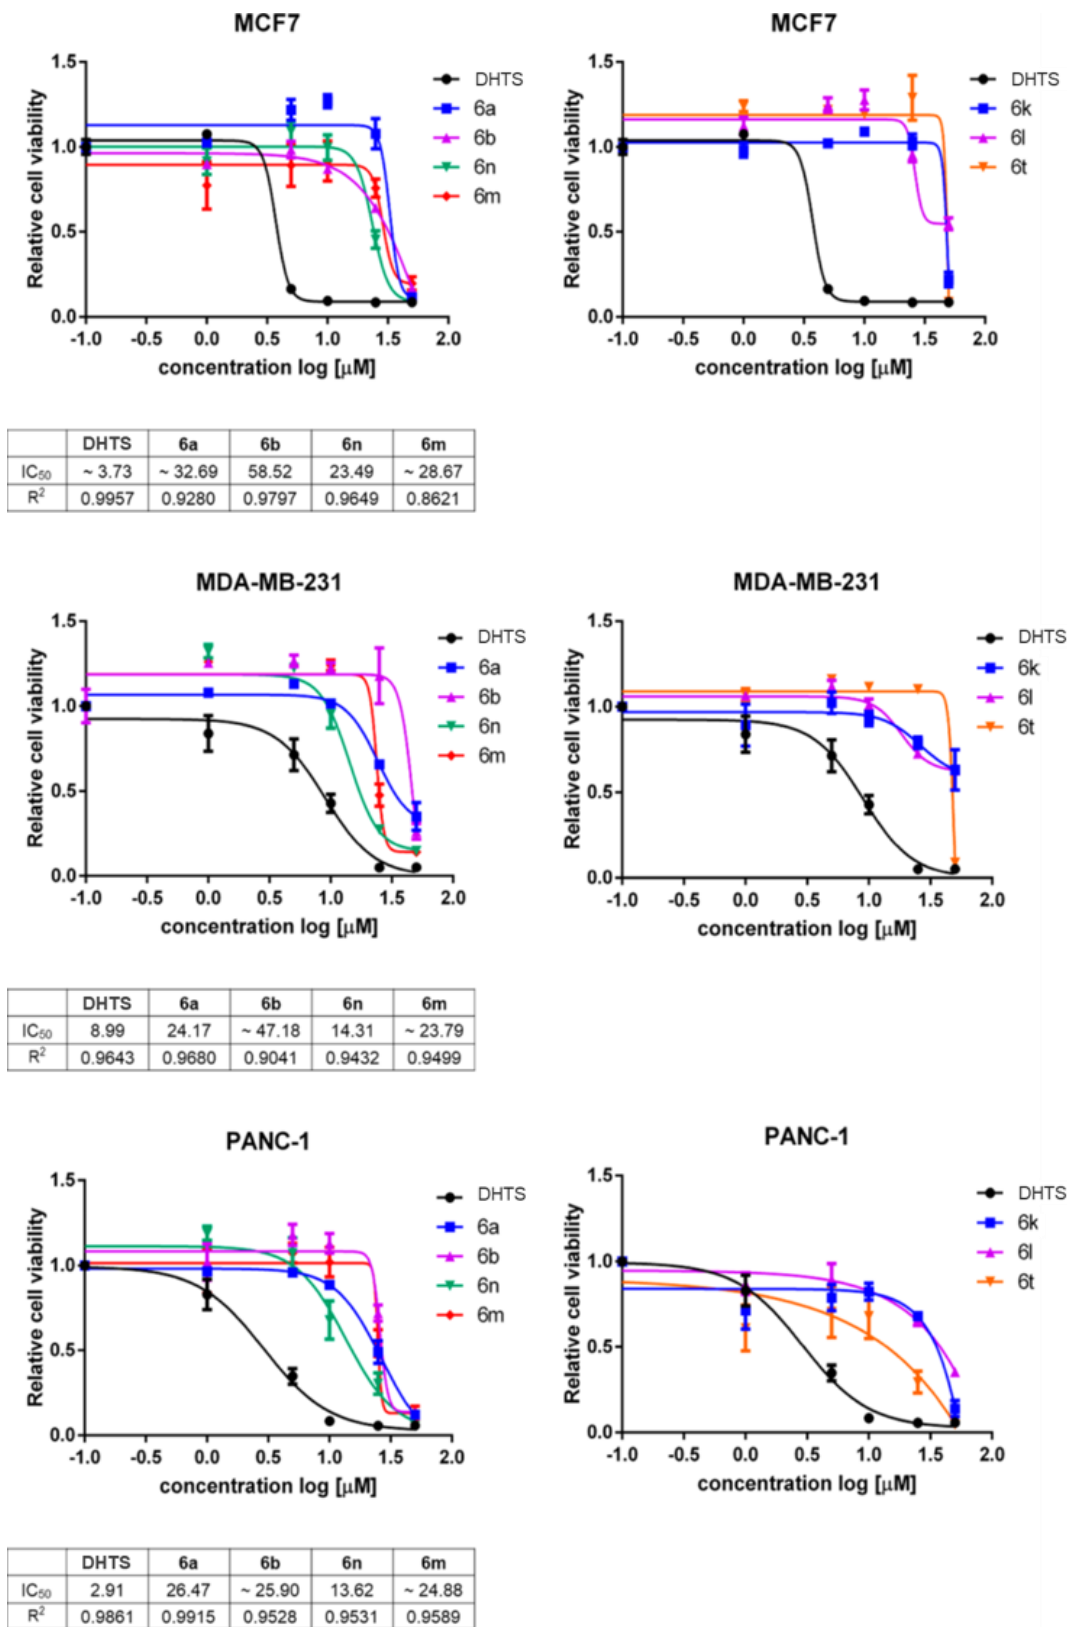 MCF7
1.5
1.0
0.5
0.0
-1.0 -0.5 0.0 0.5 1.0 1.5 2.0
Relative cell viability
concentration log [µM]
DHTS
6a
6b
6n
6m
MCF7
1.5
1.0
0.5
0.0
-1.0 -0.5 0.0 0.5 1.0 1.5 2.0
Relative cell viability
concentration log [µM]
DHTS
6k
6l
6t
DHTS 6a 6b 6n 6m
IC50 ~ 3.73 ~ 32.69 58.52 23.49 ~ 28.67
R2 0.9957 0.9280 0.9797 0.9649 0.8621
MDA-MB-231
1.5
1.0
0.5
0.0
-1.0 -0.5 0.0 0.5 1.0 1.5 2.0
Relative cell viability
concentration log [µM]
DHTS
6a
6b
6n
6m
MDA-MB-231
1.5
1.0
0.5
0.0
-1.0 -0.5 0.0 0.5 1.0 1.5 2.0
Relative cell viability
concentration log [µM]
DHTS
6k
6l
6t
DHTS 6a 6b 6n 6m
IC50 8.99 24.17 ~ 47.18 14.31 ~ 23.79
R2 0.9643 0.9680 0.9041 0.9432 0.9499
PANC-1
1.5
1.0
0.5
0.0
-1.0 -0.5 0.0 0.5 1.0 1.5 2.0
Relative cell viability
concentration log [µM]
DHTS
6a
6b
6n
6m
PANC-1
1.5
1.0
0.5
0.0
-1.0 -0.5 0.0 0.5 1.0 1.5 2.0
Relative cell viability
concentration log [µM]
DHTS
6k
6l
6t
DHTS 6a 6b 6n 6m
IC50 2.91 26.47 ~ 25.90 13.62 ~ 24.88
R2 0.9861 0.9915 0.9528 0.9531 0.9589